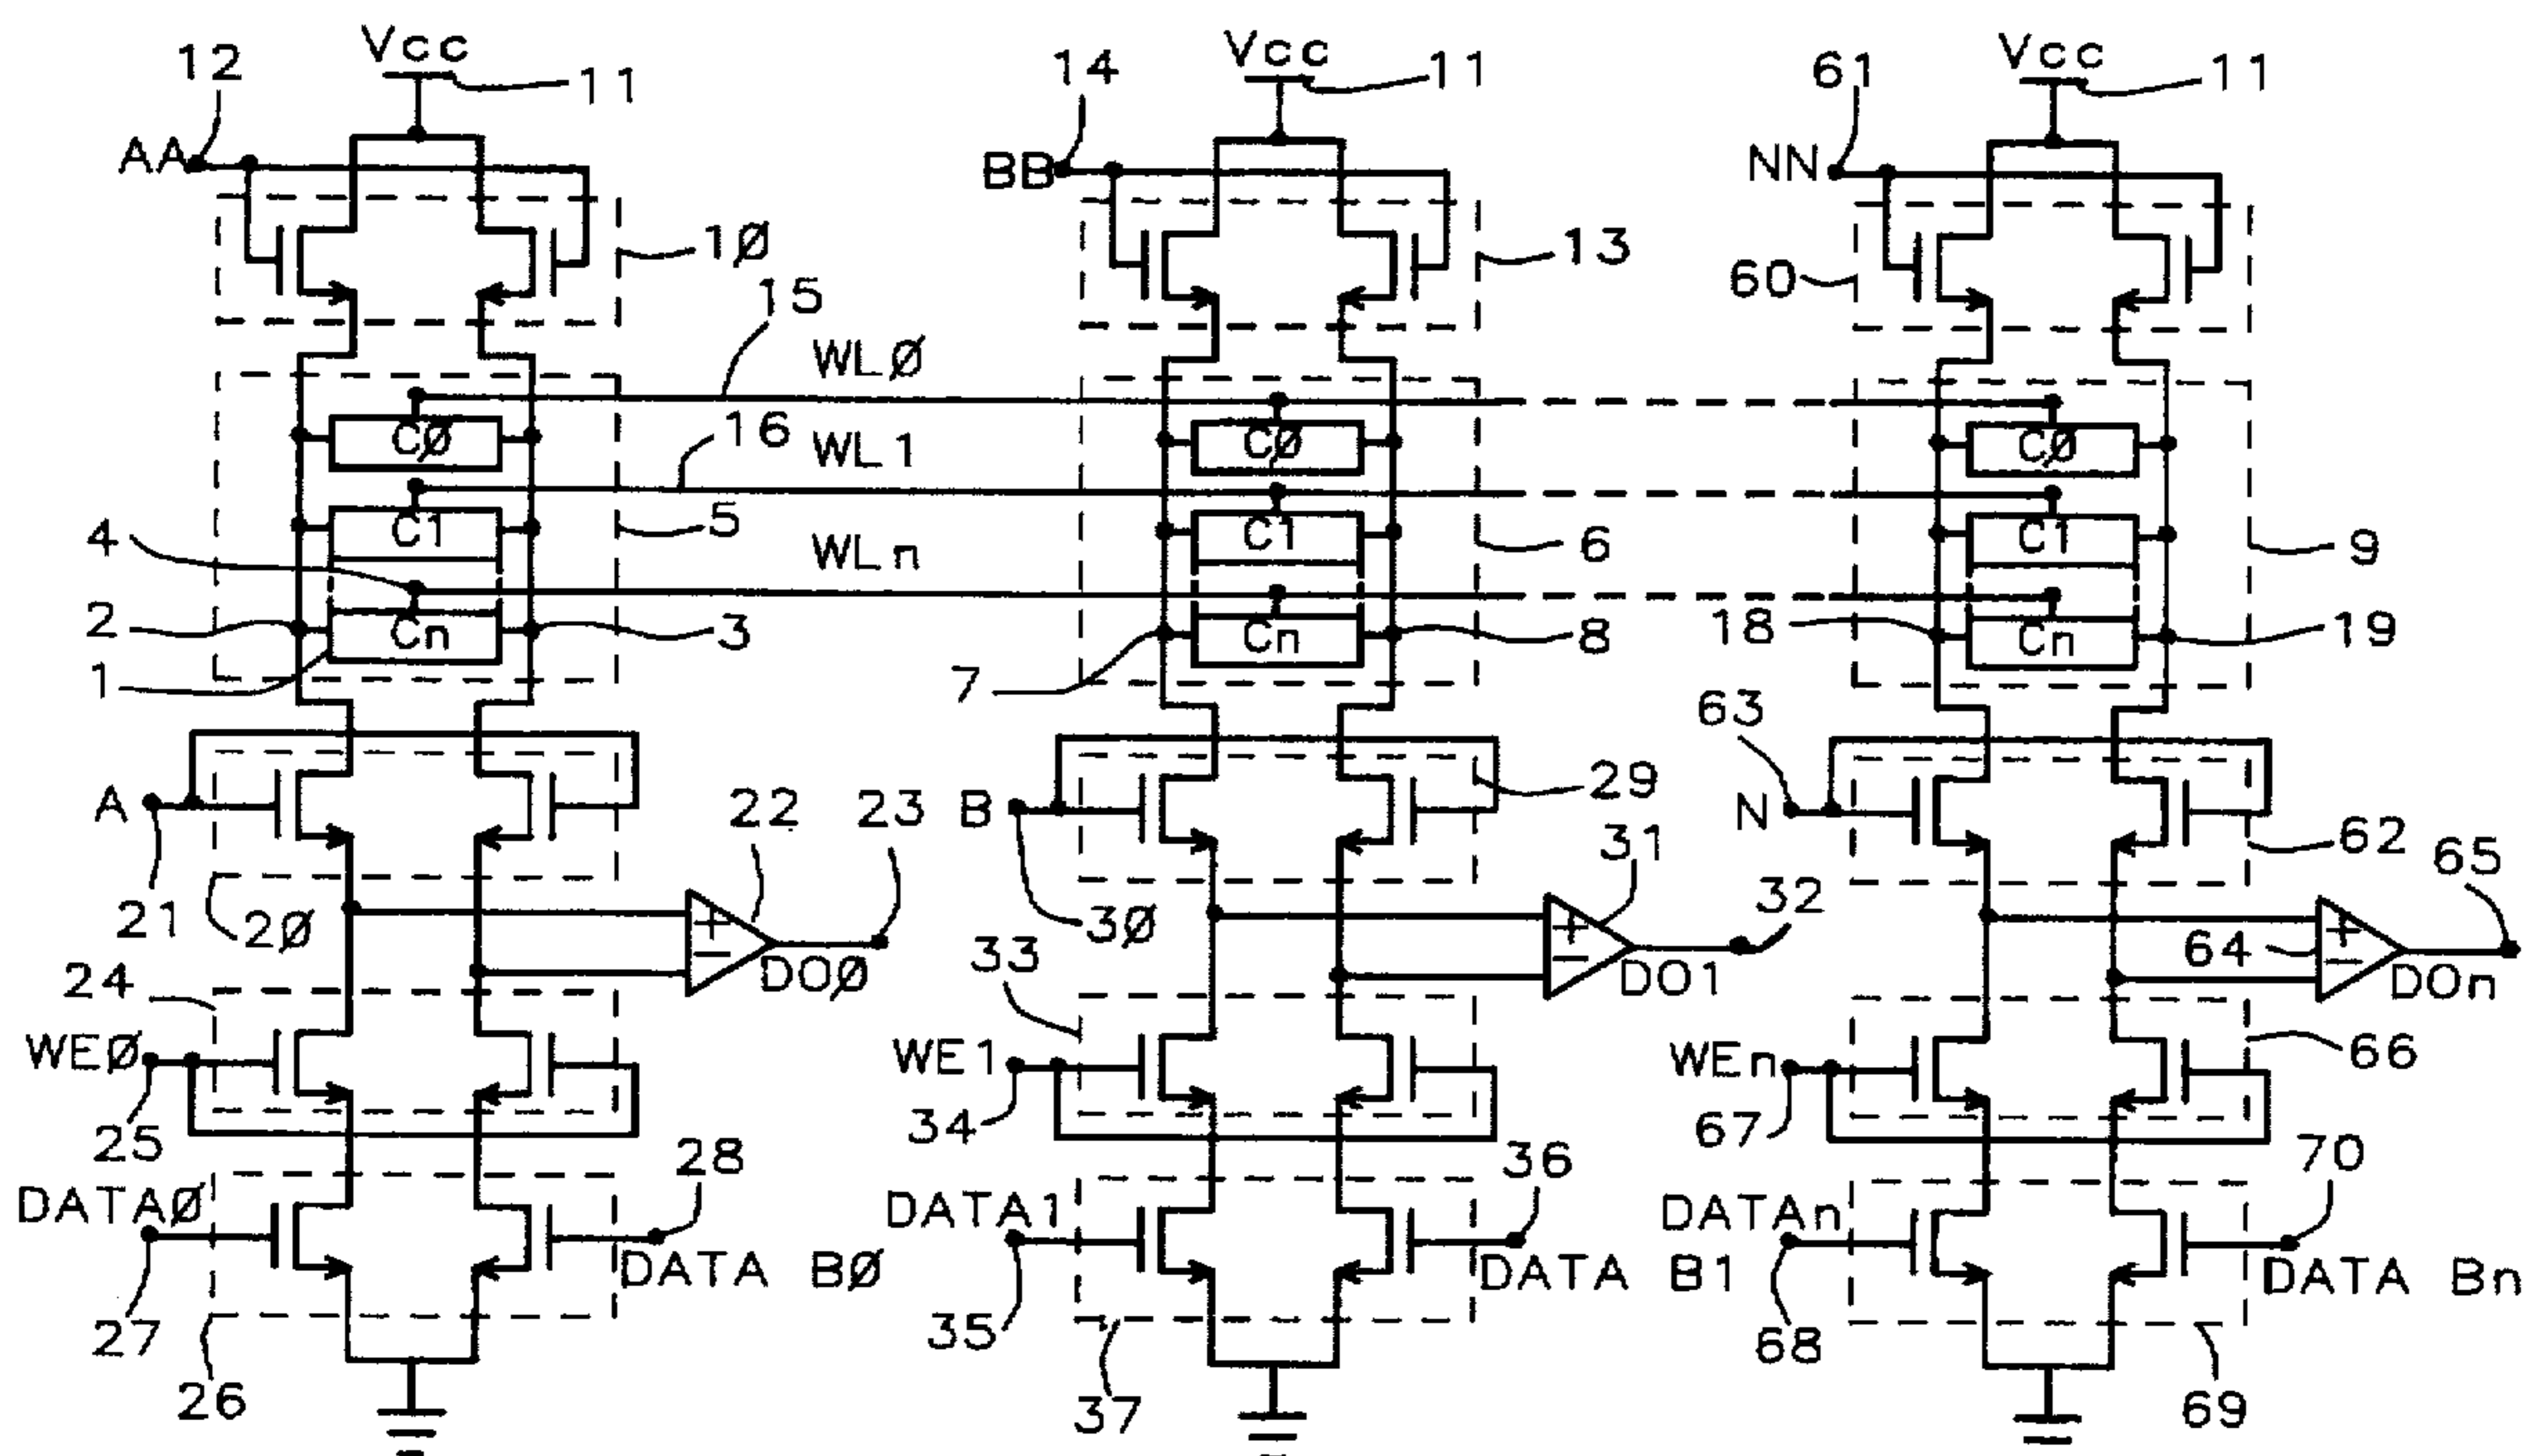 Vcc Vcc Vcc
12 11 14 11 61 11
AA BB NN
1Ø 13 60
15
WLØ
CØ CØ CØ
16 WL1
C1 5 C1 6 C1 9
4 WLn
2 Cn 3 Cn 8 18 Cn 19
1 7 63
A 22 23 B 29 N 62
21 2Ø 3Ø 31 32 65
+ + +
− − −
DOØ DO1 64 DOn
24 33
WEØ WE1 WEn 66
25 34 67
28 36 70
DATAØ DATA1 DATAn
DATA BØ DATA B1 DATA Bn
27 35 68
26 37 69